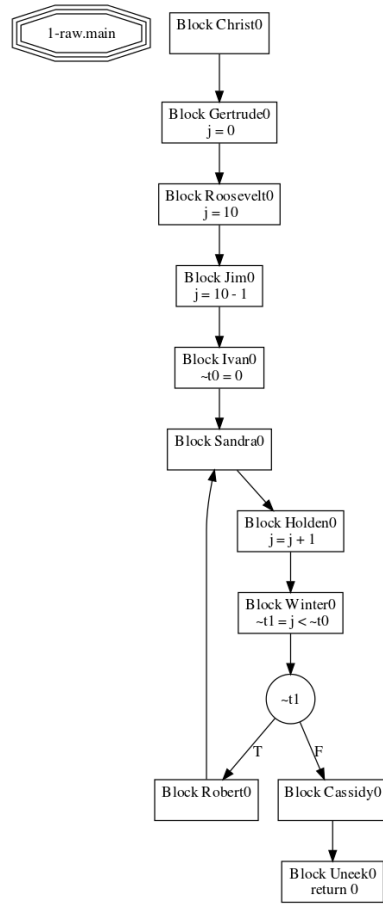 1-raw.main
Block Christ0
Block Gertrude0
j = 0
Block Roosevelt0
j = 10
Block Jim0
j = 10 - 1
Block Ivan0
~t0 = 0
Block Sandra0
Block Holden0
j = j + 1
Block Winter0
~t1 = j < ~t0
~t1
T
F
Block Robert0
Block Cassidy0
Block Uneek0
return 0